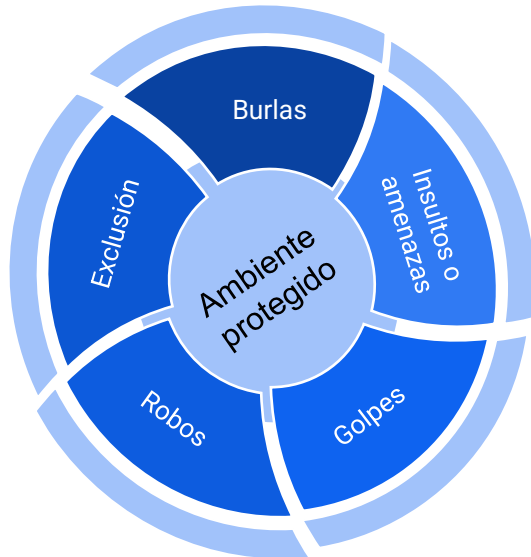 Burlas
Insultos o
amenazas
Golpes
Robos
Exclusión
Ambiente
protegido